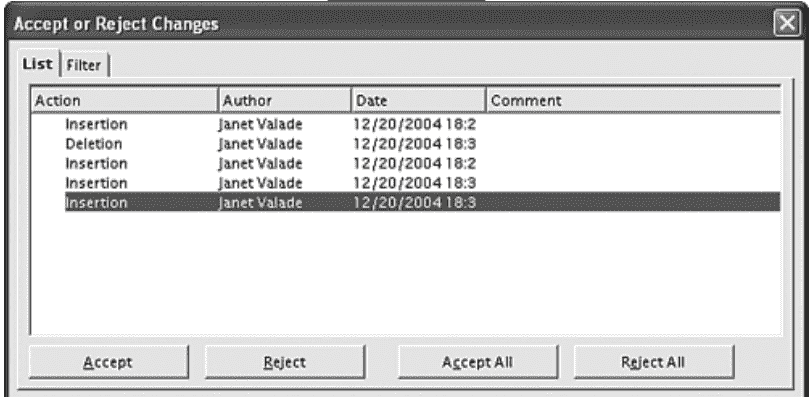 Accept or Reject Changes
List Filter
Action Author Date Comment
Insertion Janet Valade 12/20/2004 18:2
Deletion Janet Valade 12/20/2004 18:3
Insertion Janet Valade 12/20/2004 18:2
Insertion Janet Valade 12/20/2004 18:3
Insertion Janet Valade 12/20/2004 18:3
Accept Reject Accept All Reject All